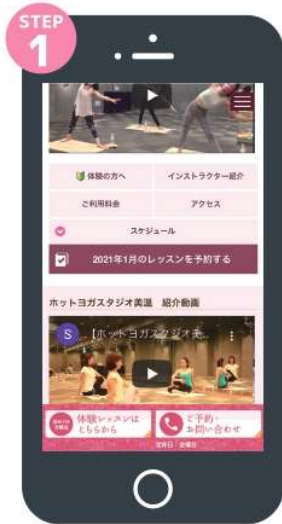 STEP
1
体験の方へ
インストラクター紹介
ご利用料金
アクセス
スケジュール
2021年1月のレッスンを予約する
ホットヨガスタジオ美温 紹介動画
S
【ホットヨガスタジオ美...
体験レッスンは
こちらから
ご予約・
お問い合わせ
定休日:金曜日